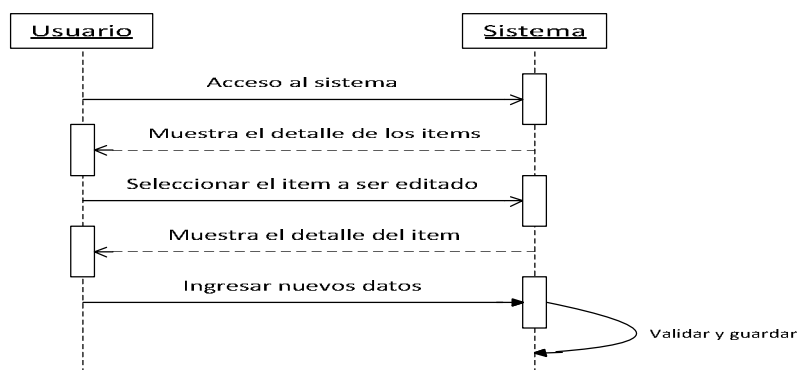 Usuario
Sistema
Acceso al sistema
Muestra el detalle de los items
Seleccionar el item a ser editado
Muestra el detalle del item
Ingresar nuevos datos
Validar y guardar